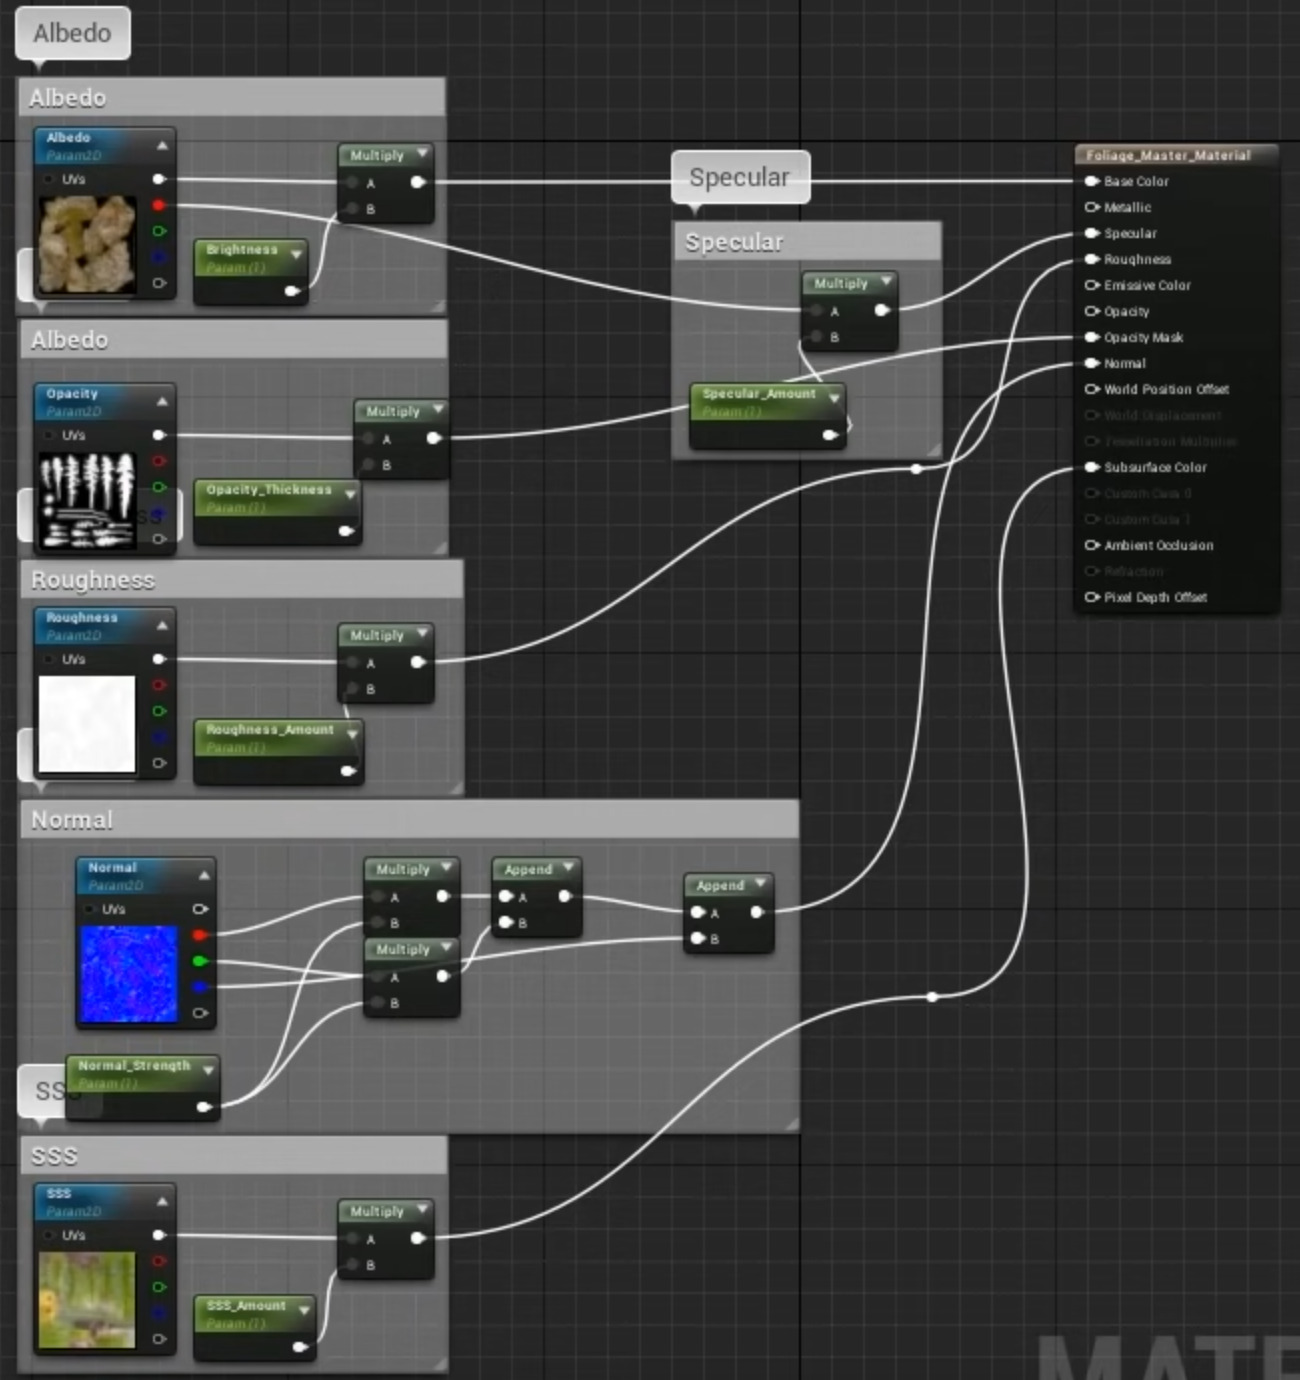 Albedo
Albedo
Albedo
Param2D
UVs
Multiply
A
B
Brightness
Param (1)
Albedo
Opacity
Param2D
UVs
Multiply
A
B
Opacity_Thickness
Param (1)
Roughness
Roughness
Param2D
UVs
Multiply
A
B
Roughness_Amount
Param (1)
Normal
Normal
Param2D
UVs
Multiply
A
B
Multiply
A
B
Append
A
B
Append
A
B
Normal_Strength
Param (1)
SSS
SSS
SSS
Param2D
UVs
Multiply
A
B
SSS_Amount
Param (1)
Specular
Specular
Multiply
A
B
Specular_Amount
Param (1)
Foliage_Master_Material
Base Color
Metallic
Specular
Roughness
Emissive Color
Opacity
Opacity Mask
Normal
World Position Offset
World Displacement
Tessellation Multiplier
Subsurface Color
Custom Data 0
Custom Data 1
Ambient Occlusion
Refraction
Pixel Depth Offset